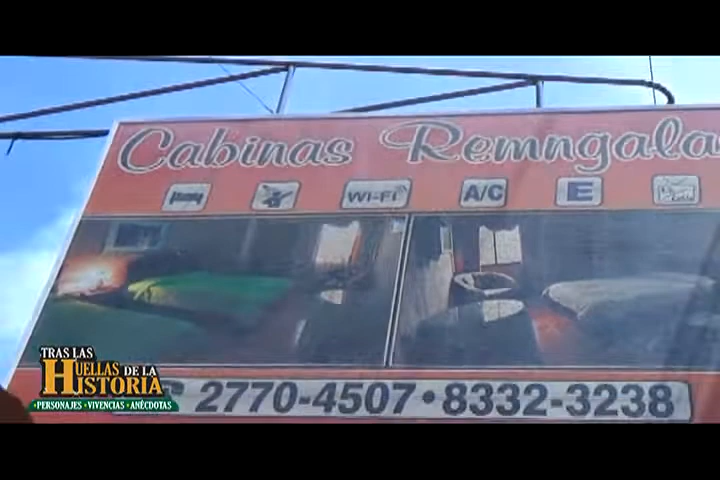 Cabinas Remngala
WI-FI A/C E
2770-4507 • 8332-3238
TRAS LAS
HUELLAS DE LA
HISTORIA
•PERSONAJES •VIVENCIAS •ANÉCDOTAS